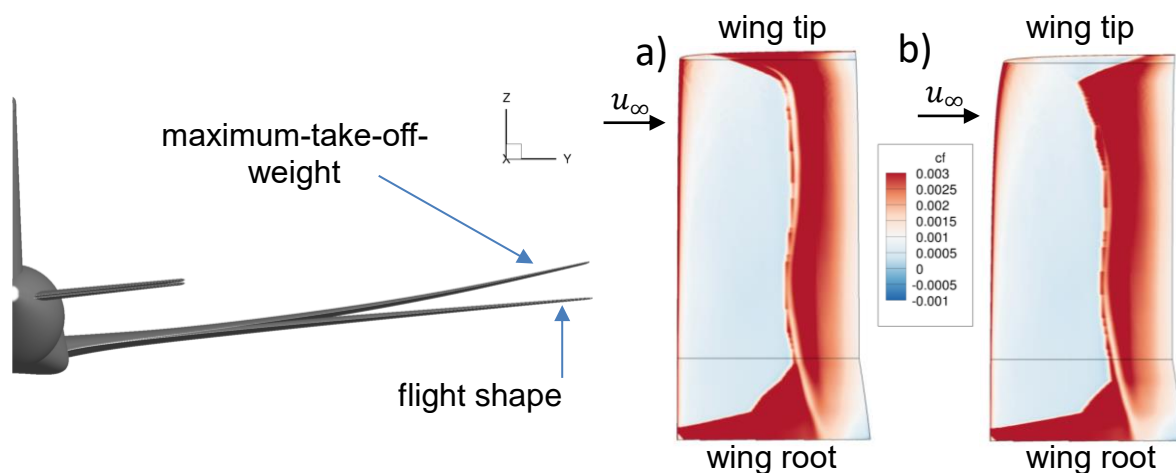 maximum-take-off-
weight
flight shape
Z
X
Y
a)
wing tip
u∞
wing root
b)
wing tip
u∞
cf
0.003
0.0025
0.002
0.0015
0.001
0.0005
0
-0.0005
-0.001
wing root